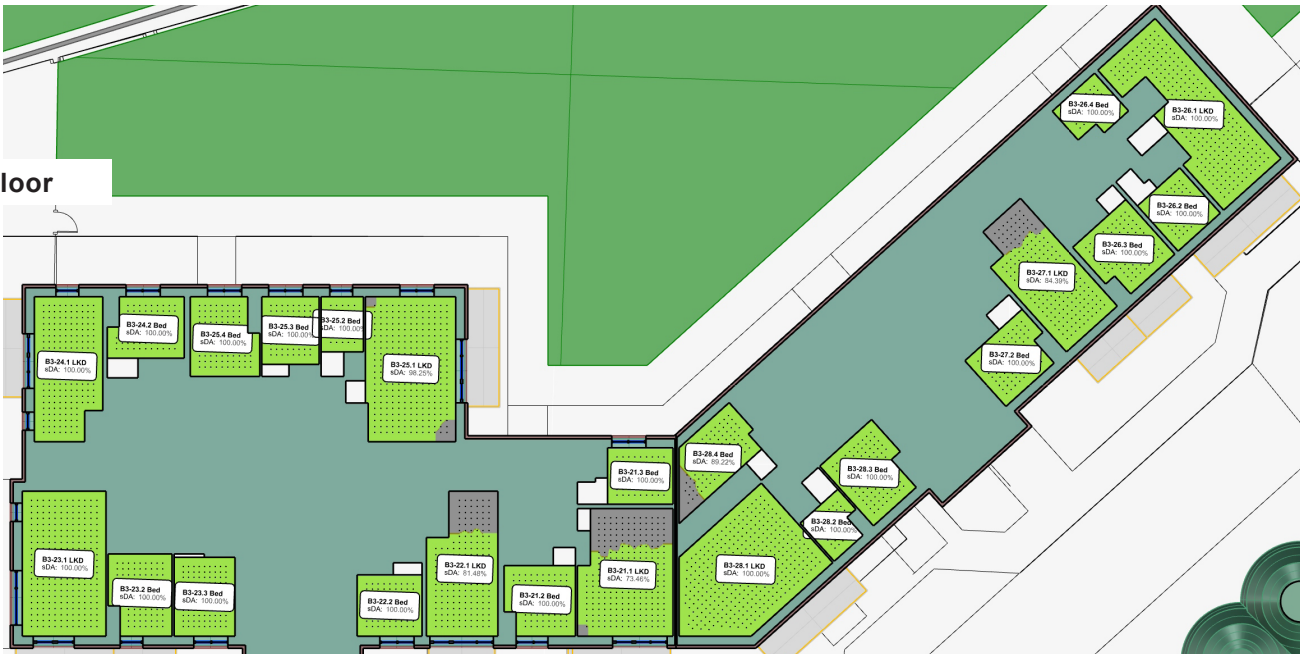 loor
B3-26.4 Bed
sDA: 100.00%
B3-26.1 LKD
sDA: 100.00%
B3-26.2 Bed
sDA: 100.00%
B3-26.3 Bed
sDA: 100.00%
B3-27.1 LKD
sDA: 84.39%
B3-24.2 Bed
sDA: 100.00%
B3-25.4 Bed
sDA: 100.00%
B3-25.3 Bed
sDA: 100.00%
B3-25.2 Bed
sDA: 100.00%
B3-24.1 LKD
sDA: 100.00%
B3-25.1 LKD
sDA: 98.25%
B3-27.2 Bed
sDA: 100.00%
B3-28.4 Bed
sDA: 89.22%
B3-28.3 Bed
sDA: 100.00%
B3-21.3 Bed
sDA: 100.00%
B3-28.2 Bed
sDA: 100.00%
B3-23.1 LKD
sDA: 100.00%
B3-22.1 LKD
sDA: 81.48%
B3-21.1 LKD
sDA: 73.46%
B3-28.1 LKD
sDA: 100.00%
B3-23.2 Bed
sDA: 100.00%
B3-23.3 Bed
sDA: 100.00%
B3-22.2 Bed
sDA: 100.00%
B3-21.2 Bed
sDA: 100.00%